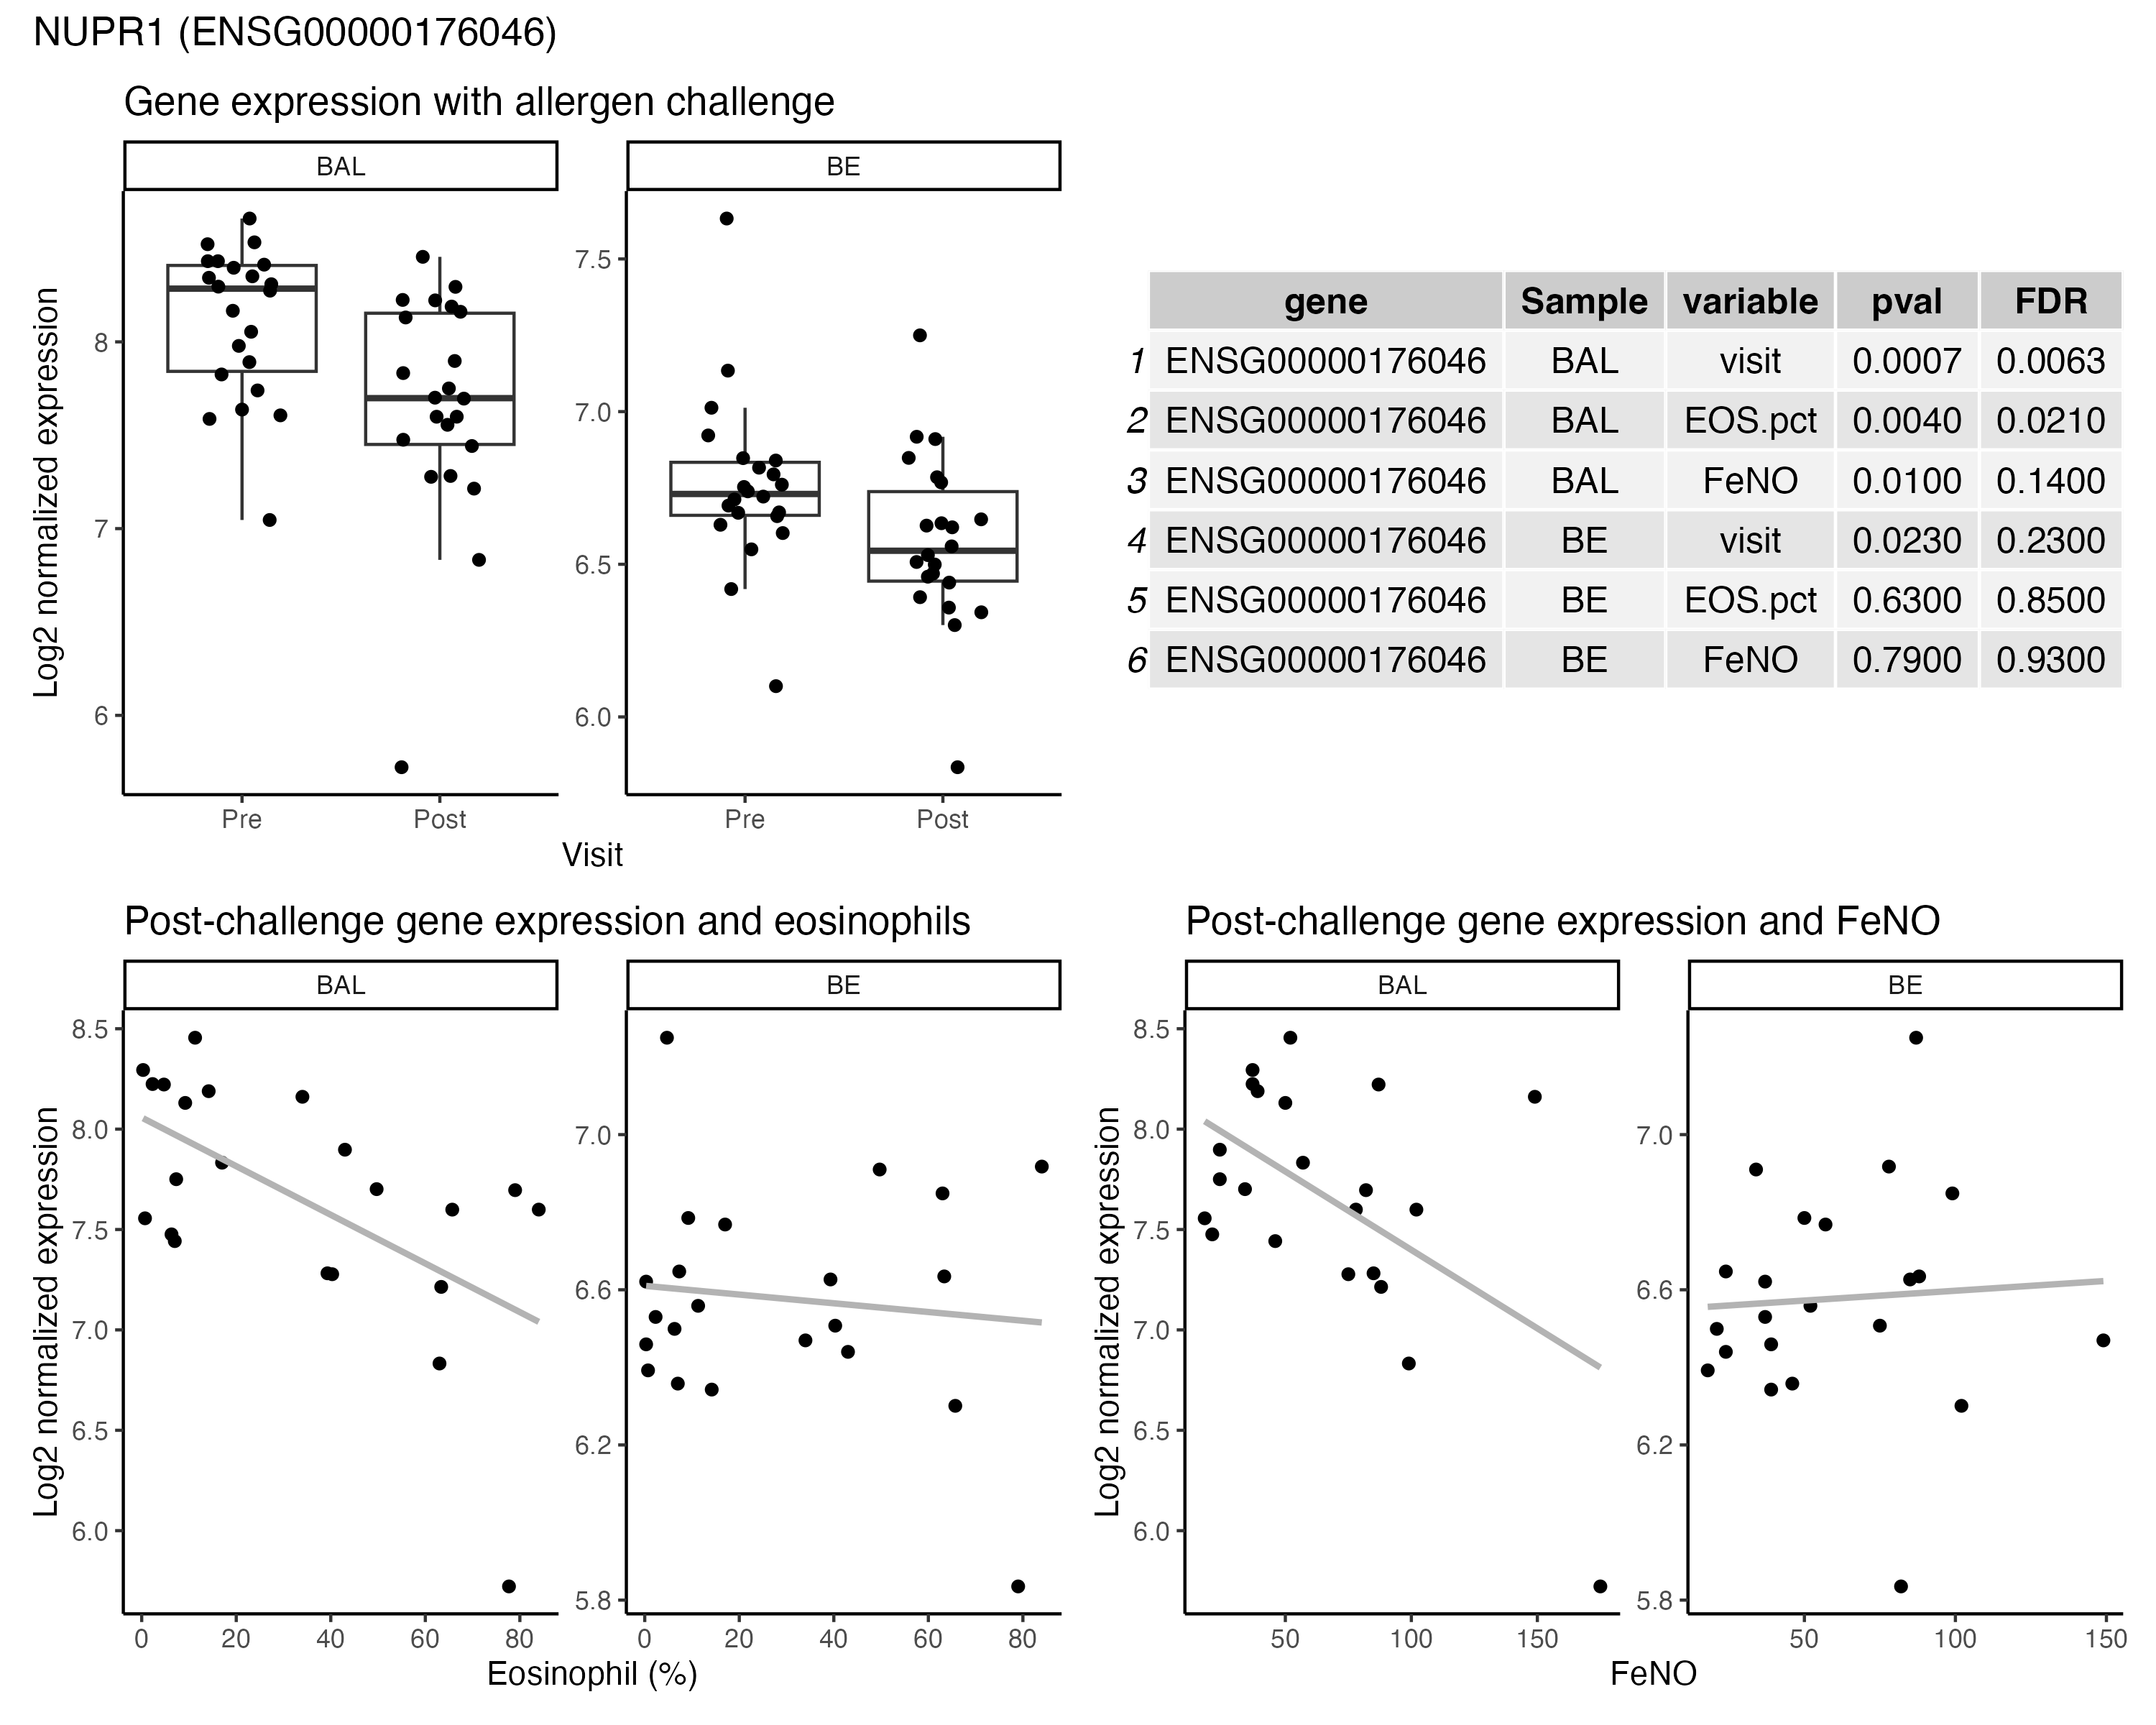 NUPR1 (ENSG00000176046)
Gene expression with allergen challenge
BAL
BE
Log2 normalized expression
8
7
6
7.5
7.0
6.5
6.0
Pre
Post
Pre
Post
Visit
gene Sample variable pval FDR
1 ENSG00000176046 BAL visit 0.0007 0.0063
2 ENSG00000176046 BAL EOS.pct 0.0040 0.0210
3 ENSG00000176046 BAL FeNO 0.0100 0.1400
4 ENSG00000176046 BE visit 0.0230 0.2300
5 ENSG00000176046 BE EOS.pct 0.6300 0.8500
6 ENSG00000176046 BE FeNO 0.7900 0.9300
Post-challenge gene expression and eosinophils
BAL
BE
Log2 normalized expression
8.5
8.0
7.5
7.0
6.5
6.0
7.0
6.6
6.2
5.8
0 20 40 60 80
0 20 40 60 80
Eosinophil (%)
Post-challenge gene expression and FeNO
BAL
BE
Log2 normalized expression
8.5
8.0
7.5
7.0
6.5
6.0
7.0
6.6
6.2
5.8
50 100 150
50 100 150
FeNO